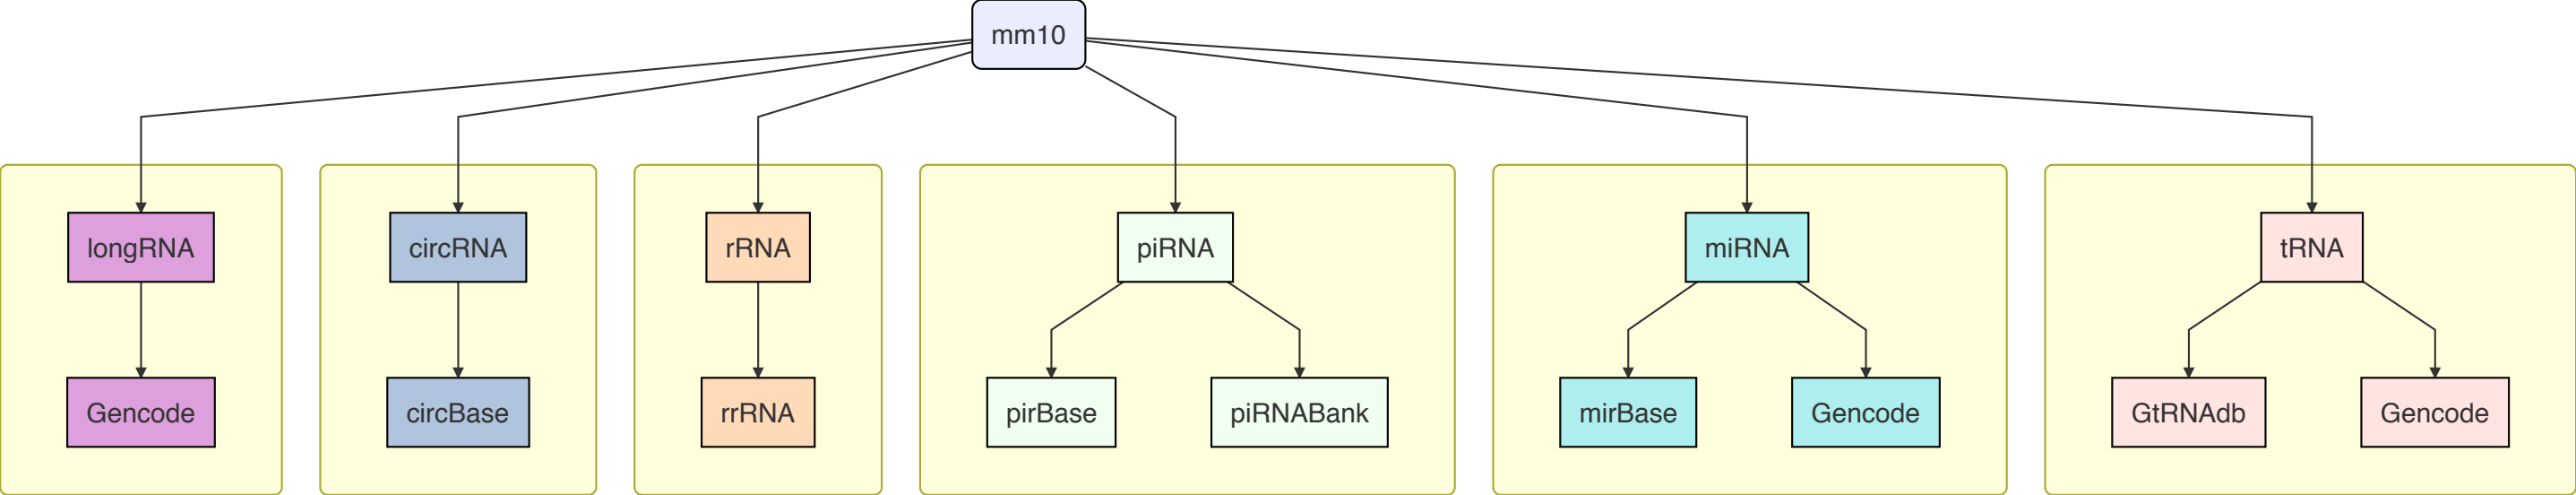 mm10
longRNA
circRNA
rRNA
piRNA
miRNA
tRNA
Gencode
circBase
rrRNA
pirBase
piRNABank
mirBase
Gencode
GtRNAdb
Gencode